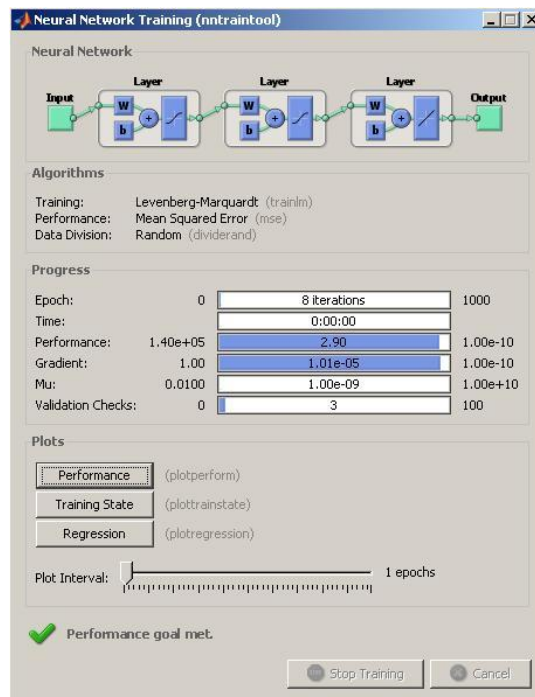 Neural Network Training (nntraintool)
Neural Network
Layer Layer Layer
Input W b + W b + W b + Output
Algorithms
Training: Levenberg-Marquardt (trainlm)
Performance: Mean Squared Error (mse)
Data Division: Random (dividerand)
Progress
Epoch: 0 8 iterations 1000
Time: 0:00:00
Performance: 1.40e+05 2.90 1.00e-10
Gradient: 1.00 1.01e-05 1.00e-10
Mu: 0.0100 1.00e-09 1.00e+10
Validation Checks: 0 3 100
Plots
Performance (plotperform)
Training State (plottrainstate)
Regression (plotregression)
Plot Interval: 1 epochs
Performance goal met.
Stop Training Cancel